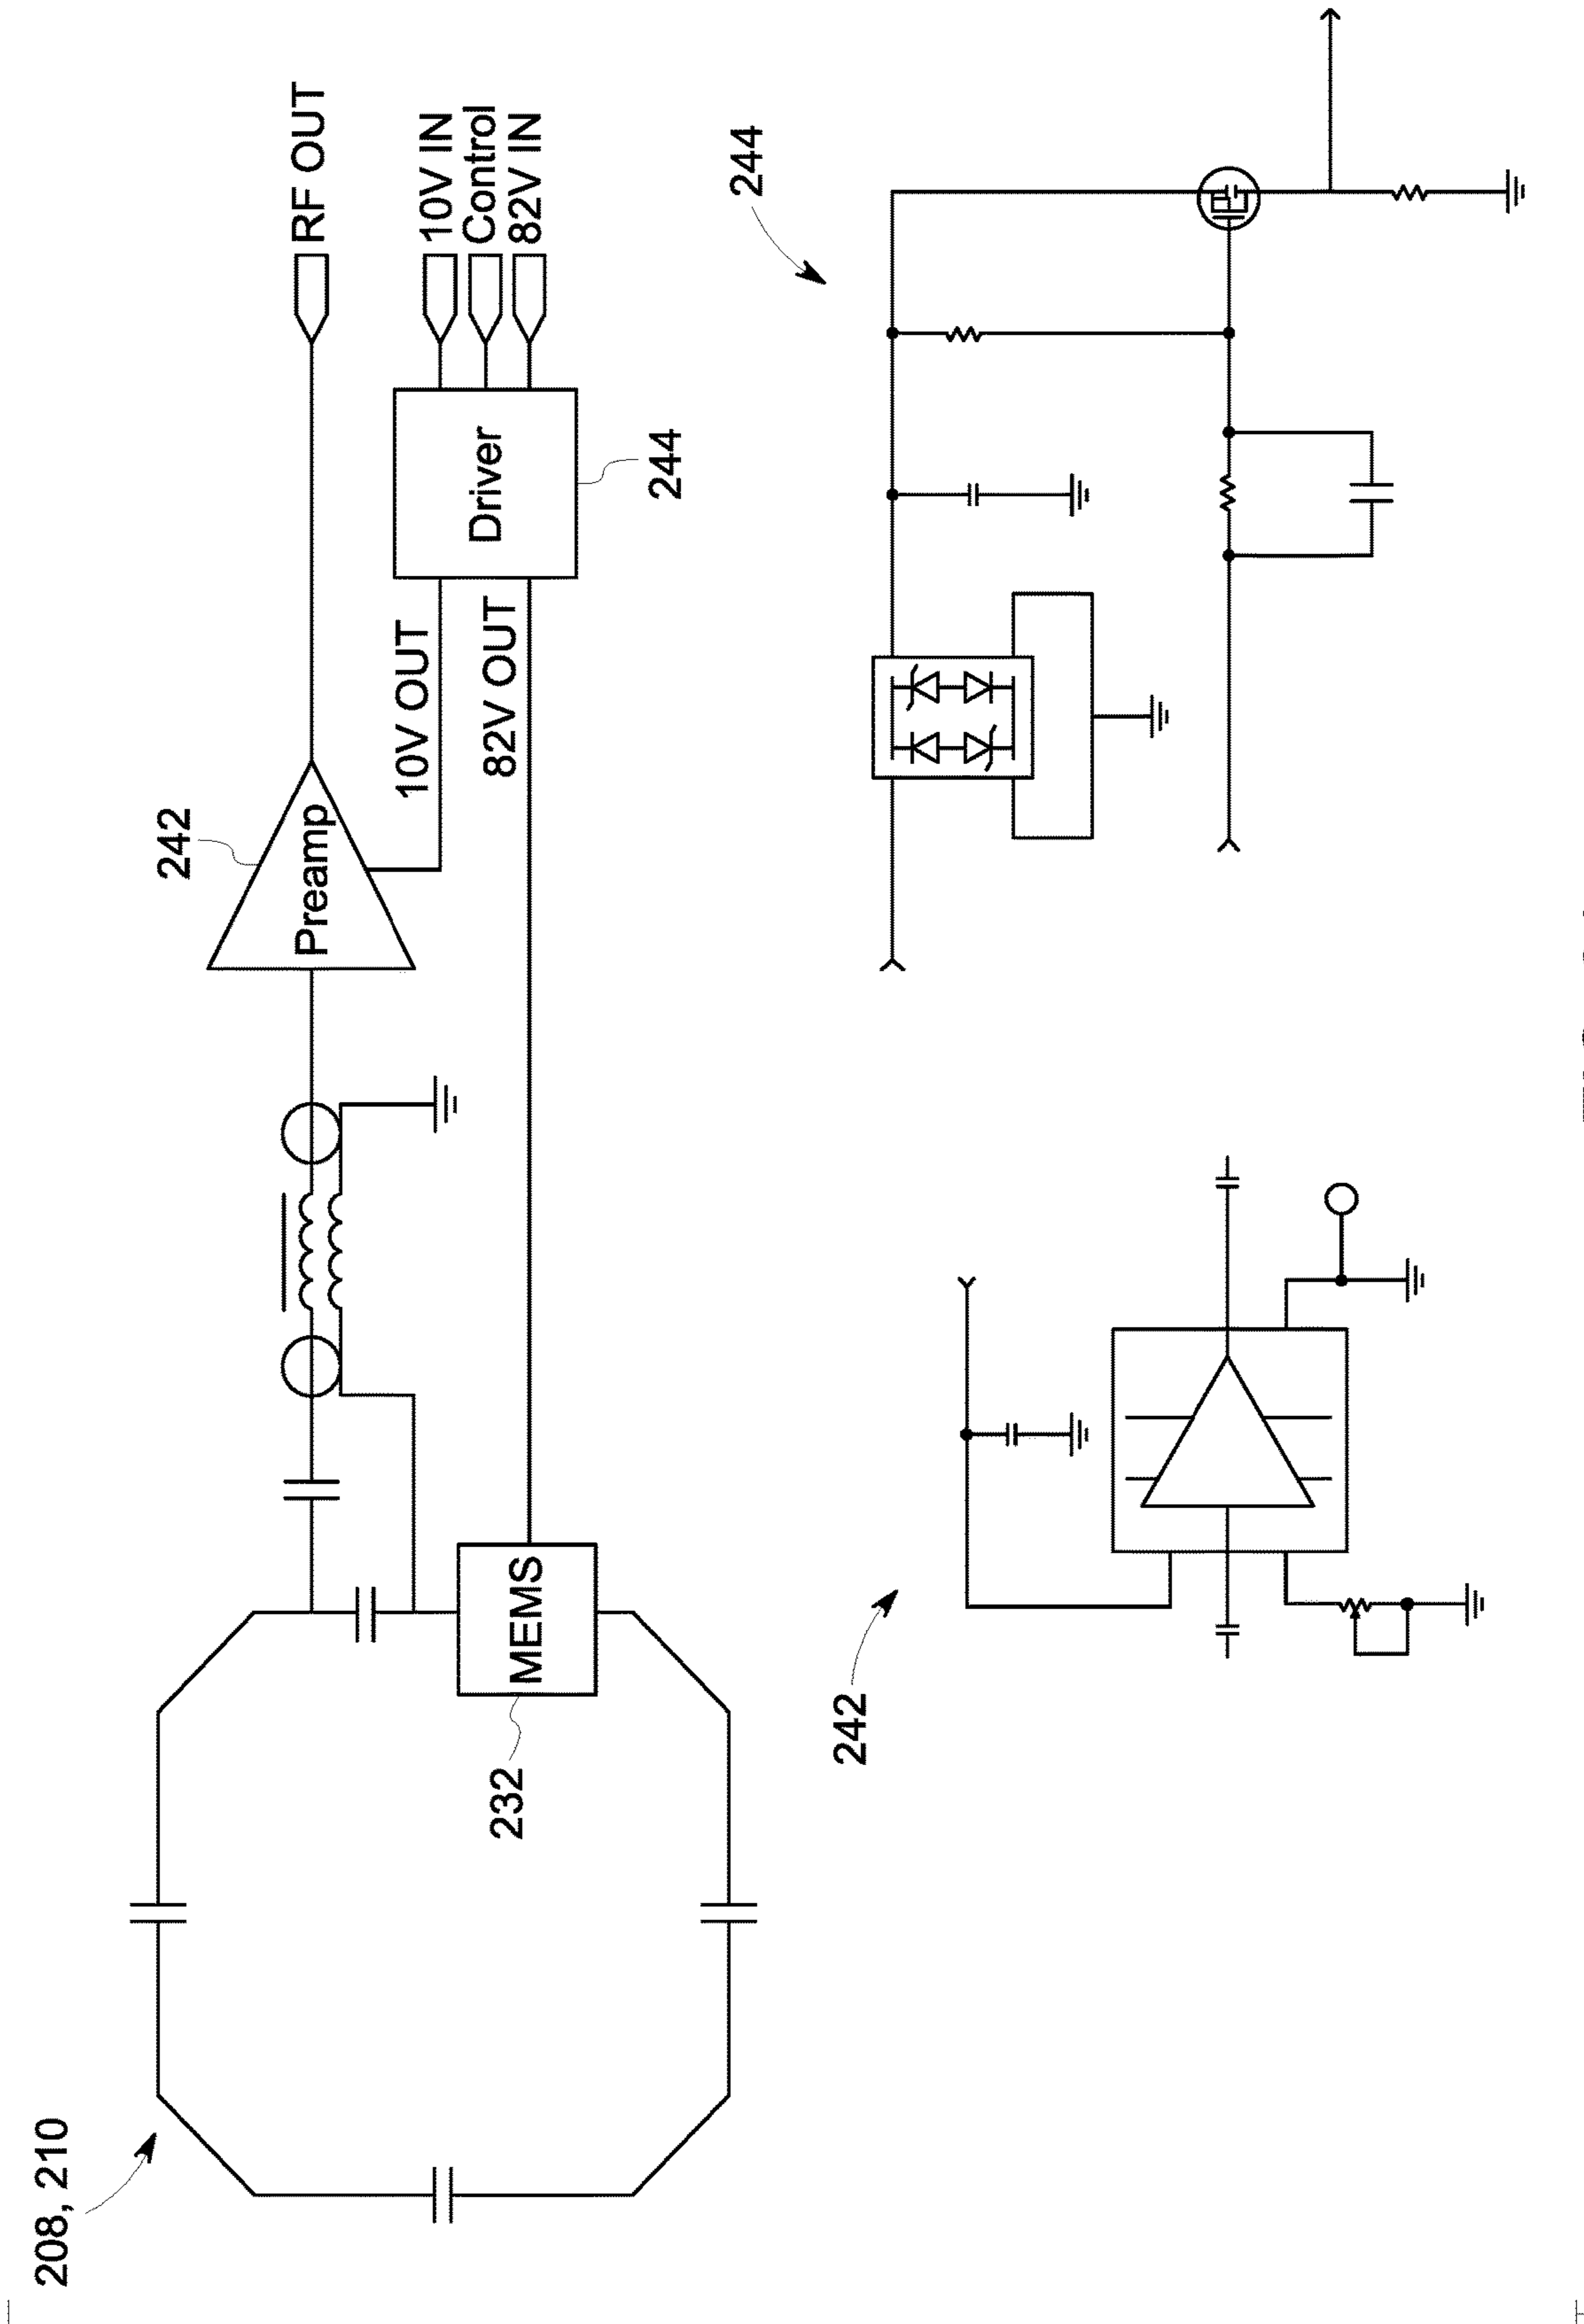 208, 210
232
MEMS
242
Preamp
RF OUT
10V OUT
82V OUT
Driver
244
10V IN
Control
82V IN
242
244